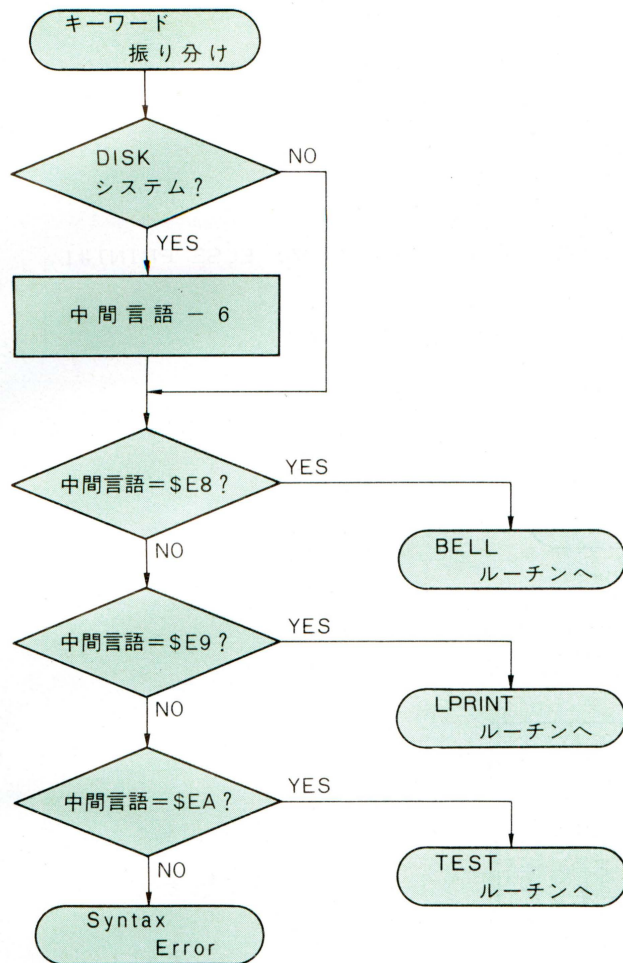 キーワード
振り分け
DISK
システム?
NO
YES
中間言語－6
中間言語=$E8?
YES
NO
BELL
ルーチンへ
中間言語=$E9?
YES
NO
LPRINT
ルーチンへ
中間言語=$EA?
YES
NO
TEST
ルーチンへ
Syntax
Error